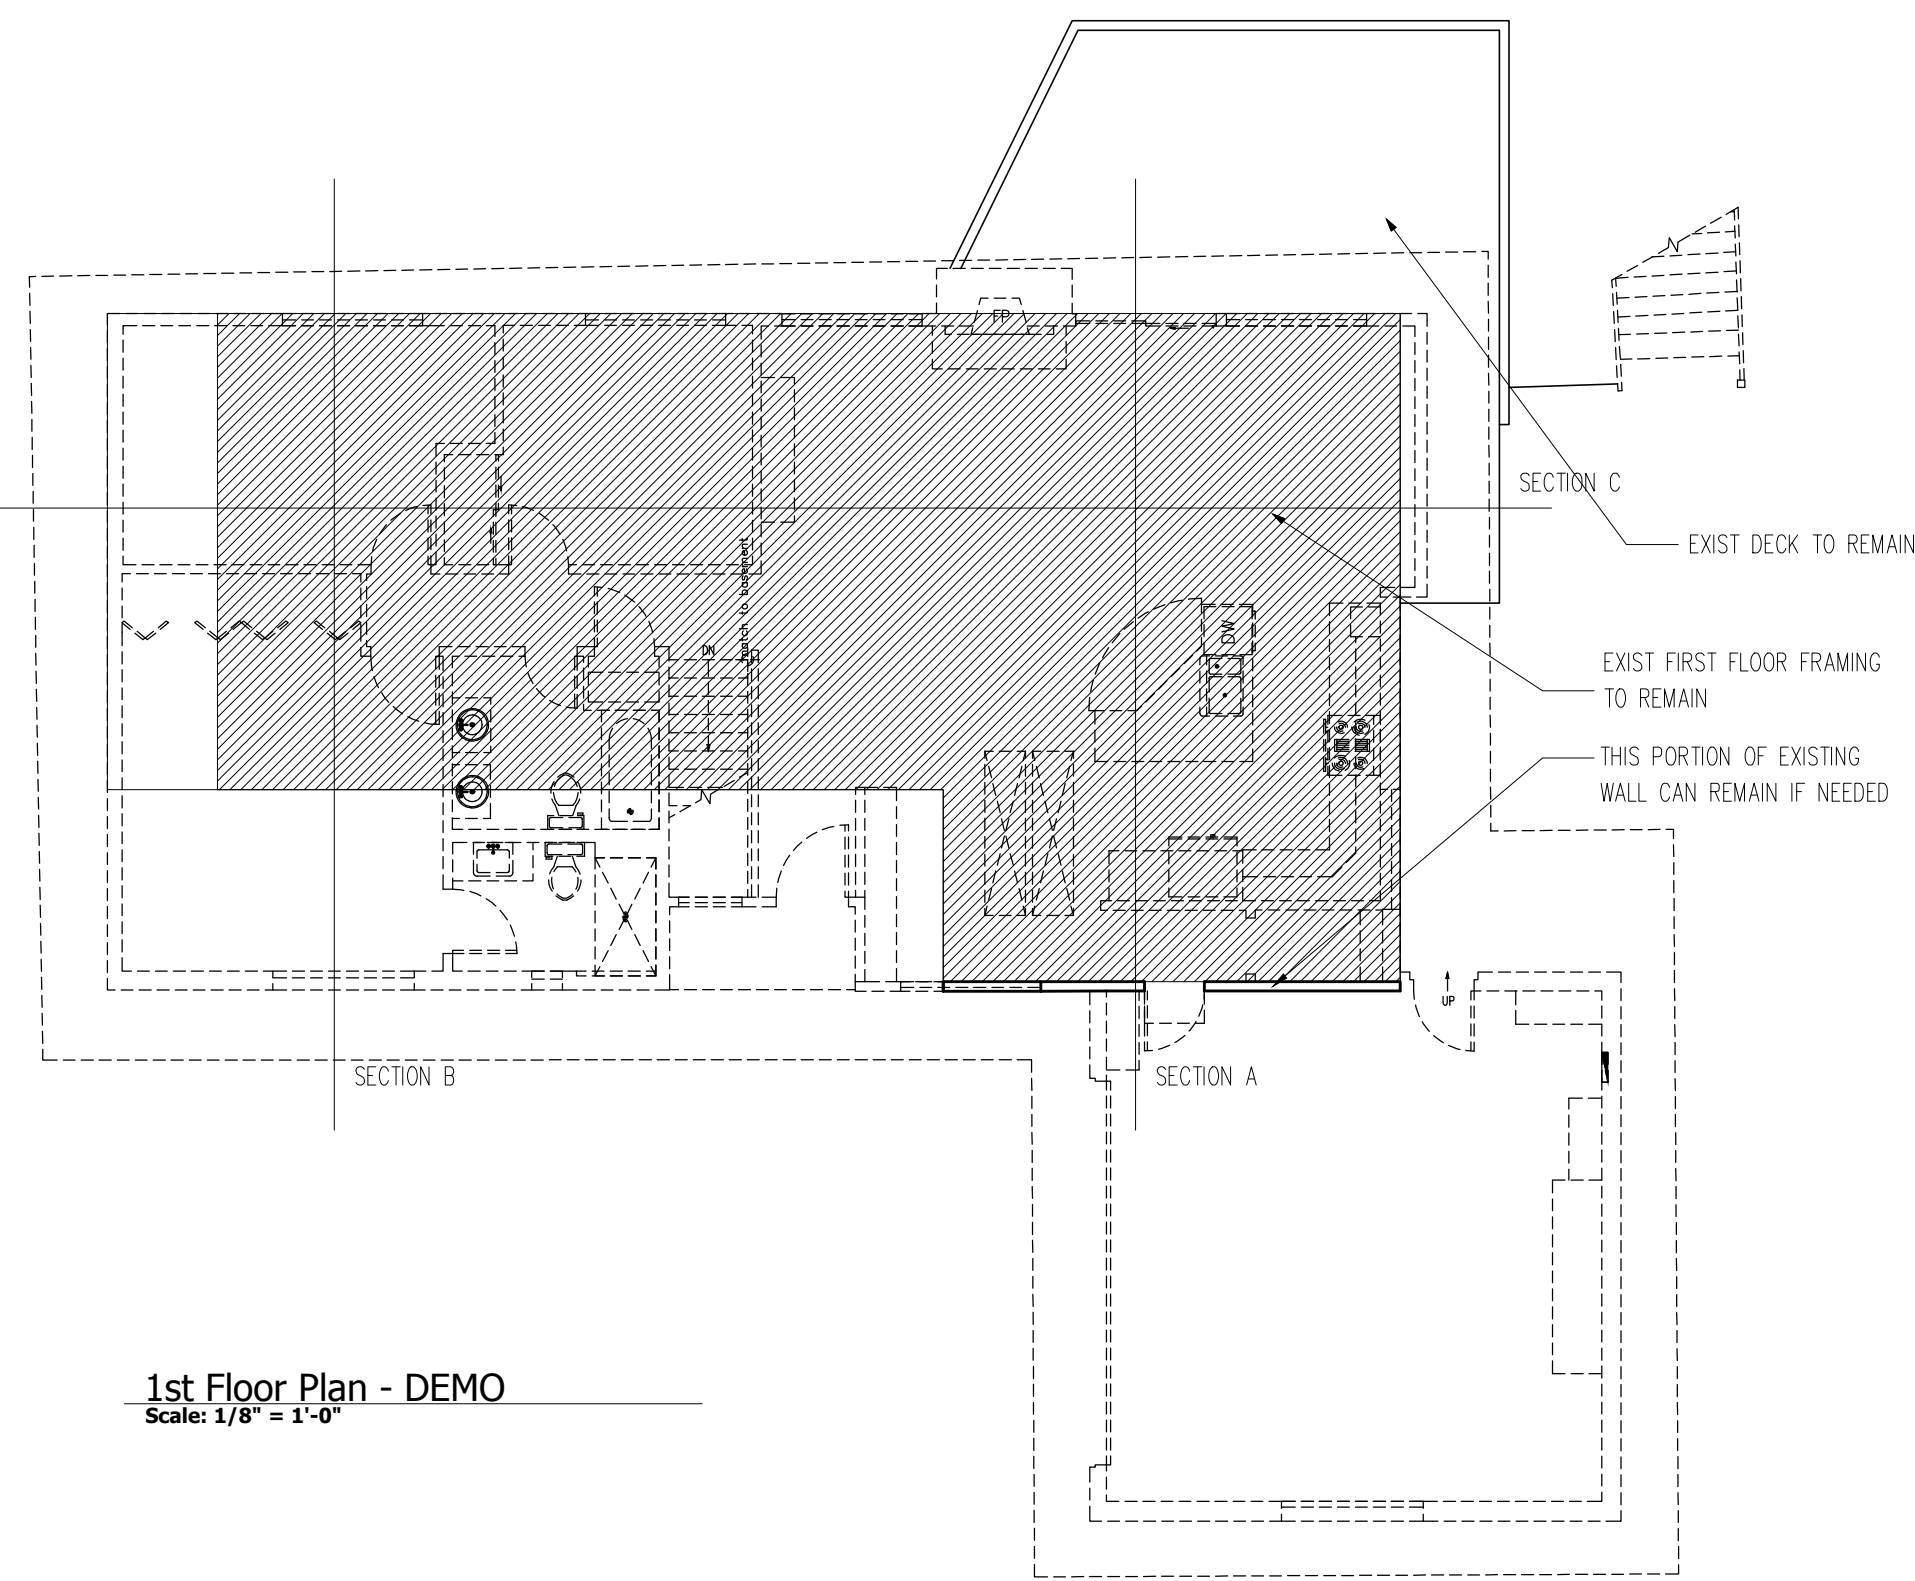 FP
SECTION C
EXIST DECK TO REMAIN
match to basement
DN
DW
EXIST FIRST FLOOR FRAMING
TO REMAIN
THIS PORTION OF EXISTING
WALL CAN REMAIN IF NEEDED
UP
SECTION B
SECTION A
1st Floor Plan - DEMO
Scale: 1/8" = 1'-0"